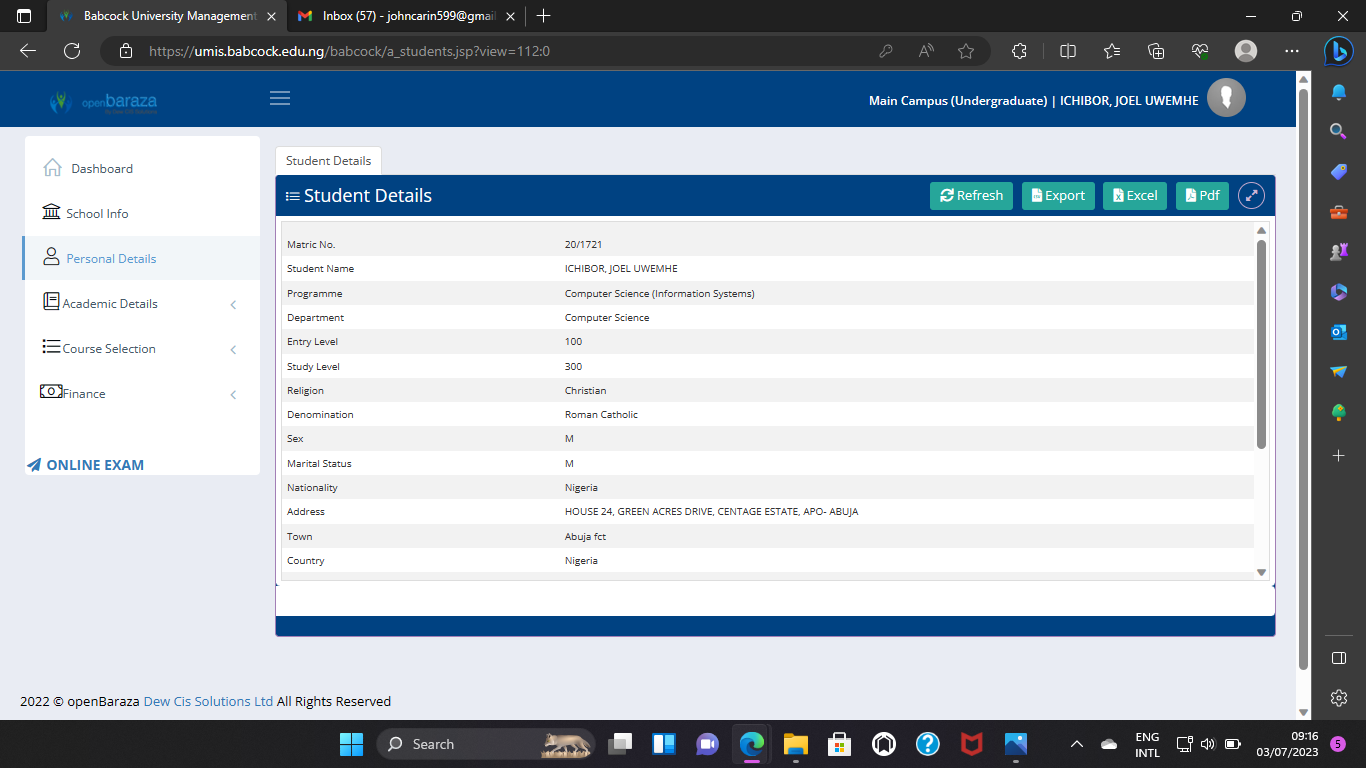 Babcock University Management
Inbox (57) - johncarin599@gmai
https://umis.babcock.edu.ng/babcock/a_students.jsp?view=112:0
openbaraza
Main Campus (Undergraduate) | ICHIBOR, JOEL UWEMHE
Dashboard
School Info
Personal Details
Academic Details
Course Selection
Finance
ONLINE EXAM
Student Details
Student Details
Refresh
Export
Excel
Pdf
Matric No. 20/1721
Student Name ICHIBOR, JOEL UWEMHE
Programme Computer Science (Information Systems)
Department Computer Science
Entry Level 100
Study Level 300
Religion Christian
Denomination Roman Catholic
Sex M
Marital Status M
Nationality Nigeria
Address HOUSE 24, GREEN ACRES DRIVE, CENTAGE ESTATE, APO- ABUJA
Town Abuja fct
Country Nigeria
2022 © openBaraza Dew Cis Solutions Ltd All Rights Reserved
Search
ENG
INTL
09:16
03/07/2023
5